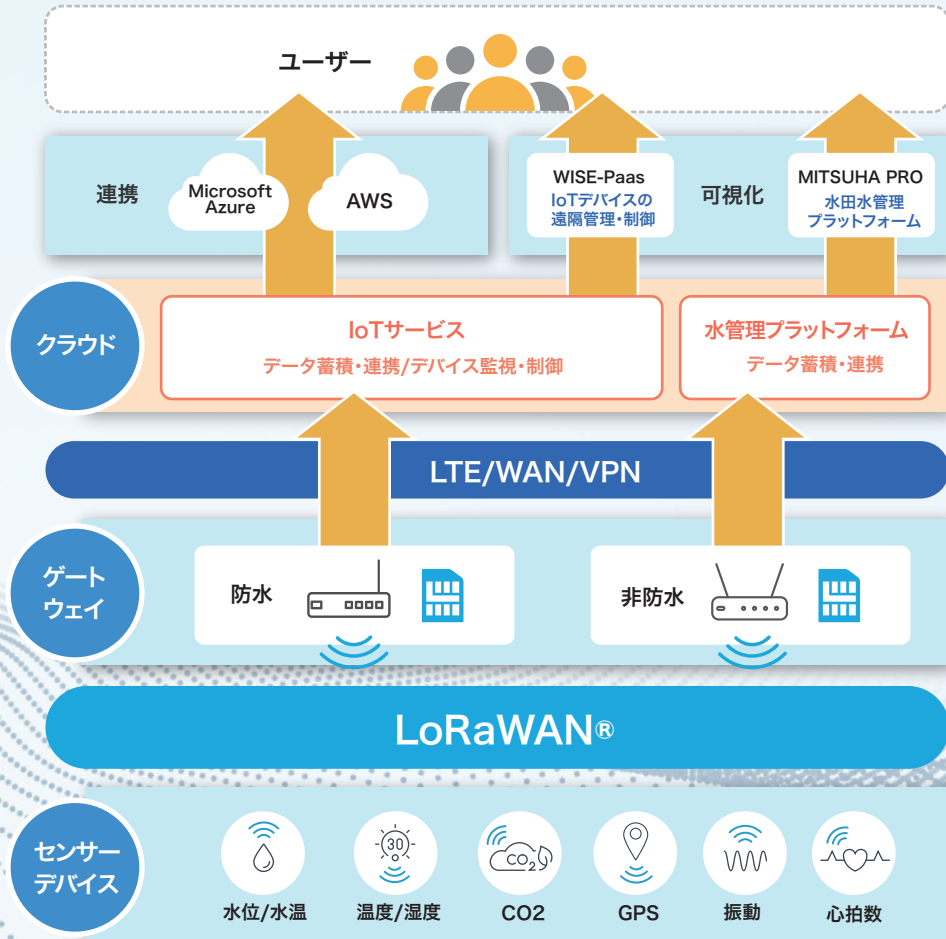 ユーザー
連携
Microsoft
Azure
AWS
WISE-Paas
IoTデバイスの
遠隔管理・制御
可視化
MITSUHA PRO
水田水管理
プラットフォーム
クラウド
IoTサービス
データ蓄積・連携/デバイス監視・制御
水管理プラットフォーム
データ蓄積・連携
LTE/WAN/VPN
ゲート
ウェイ
防水
非防水
LoRaWAN®
センサー
デバイス
30
CO2
水位/水温
温度/湿度
CO2
GPS
振動
心拍数